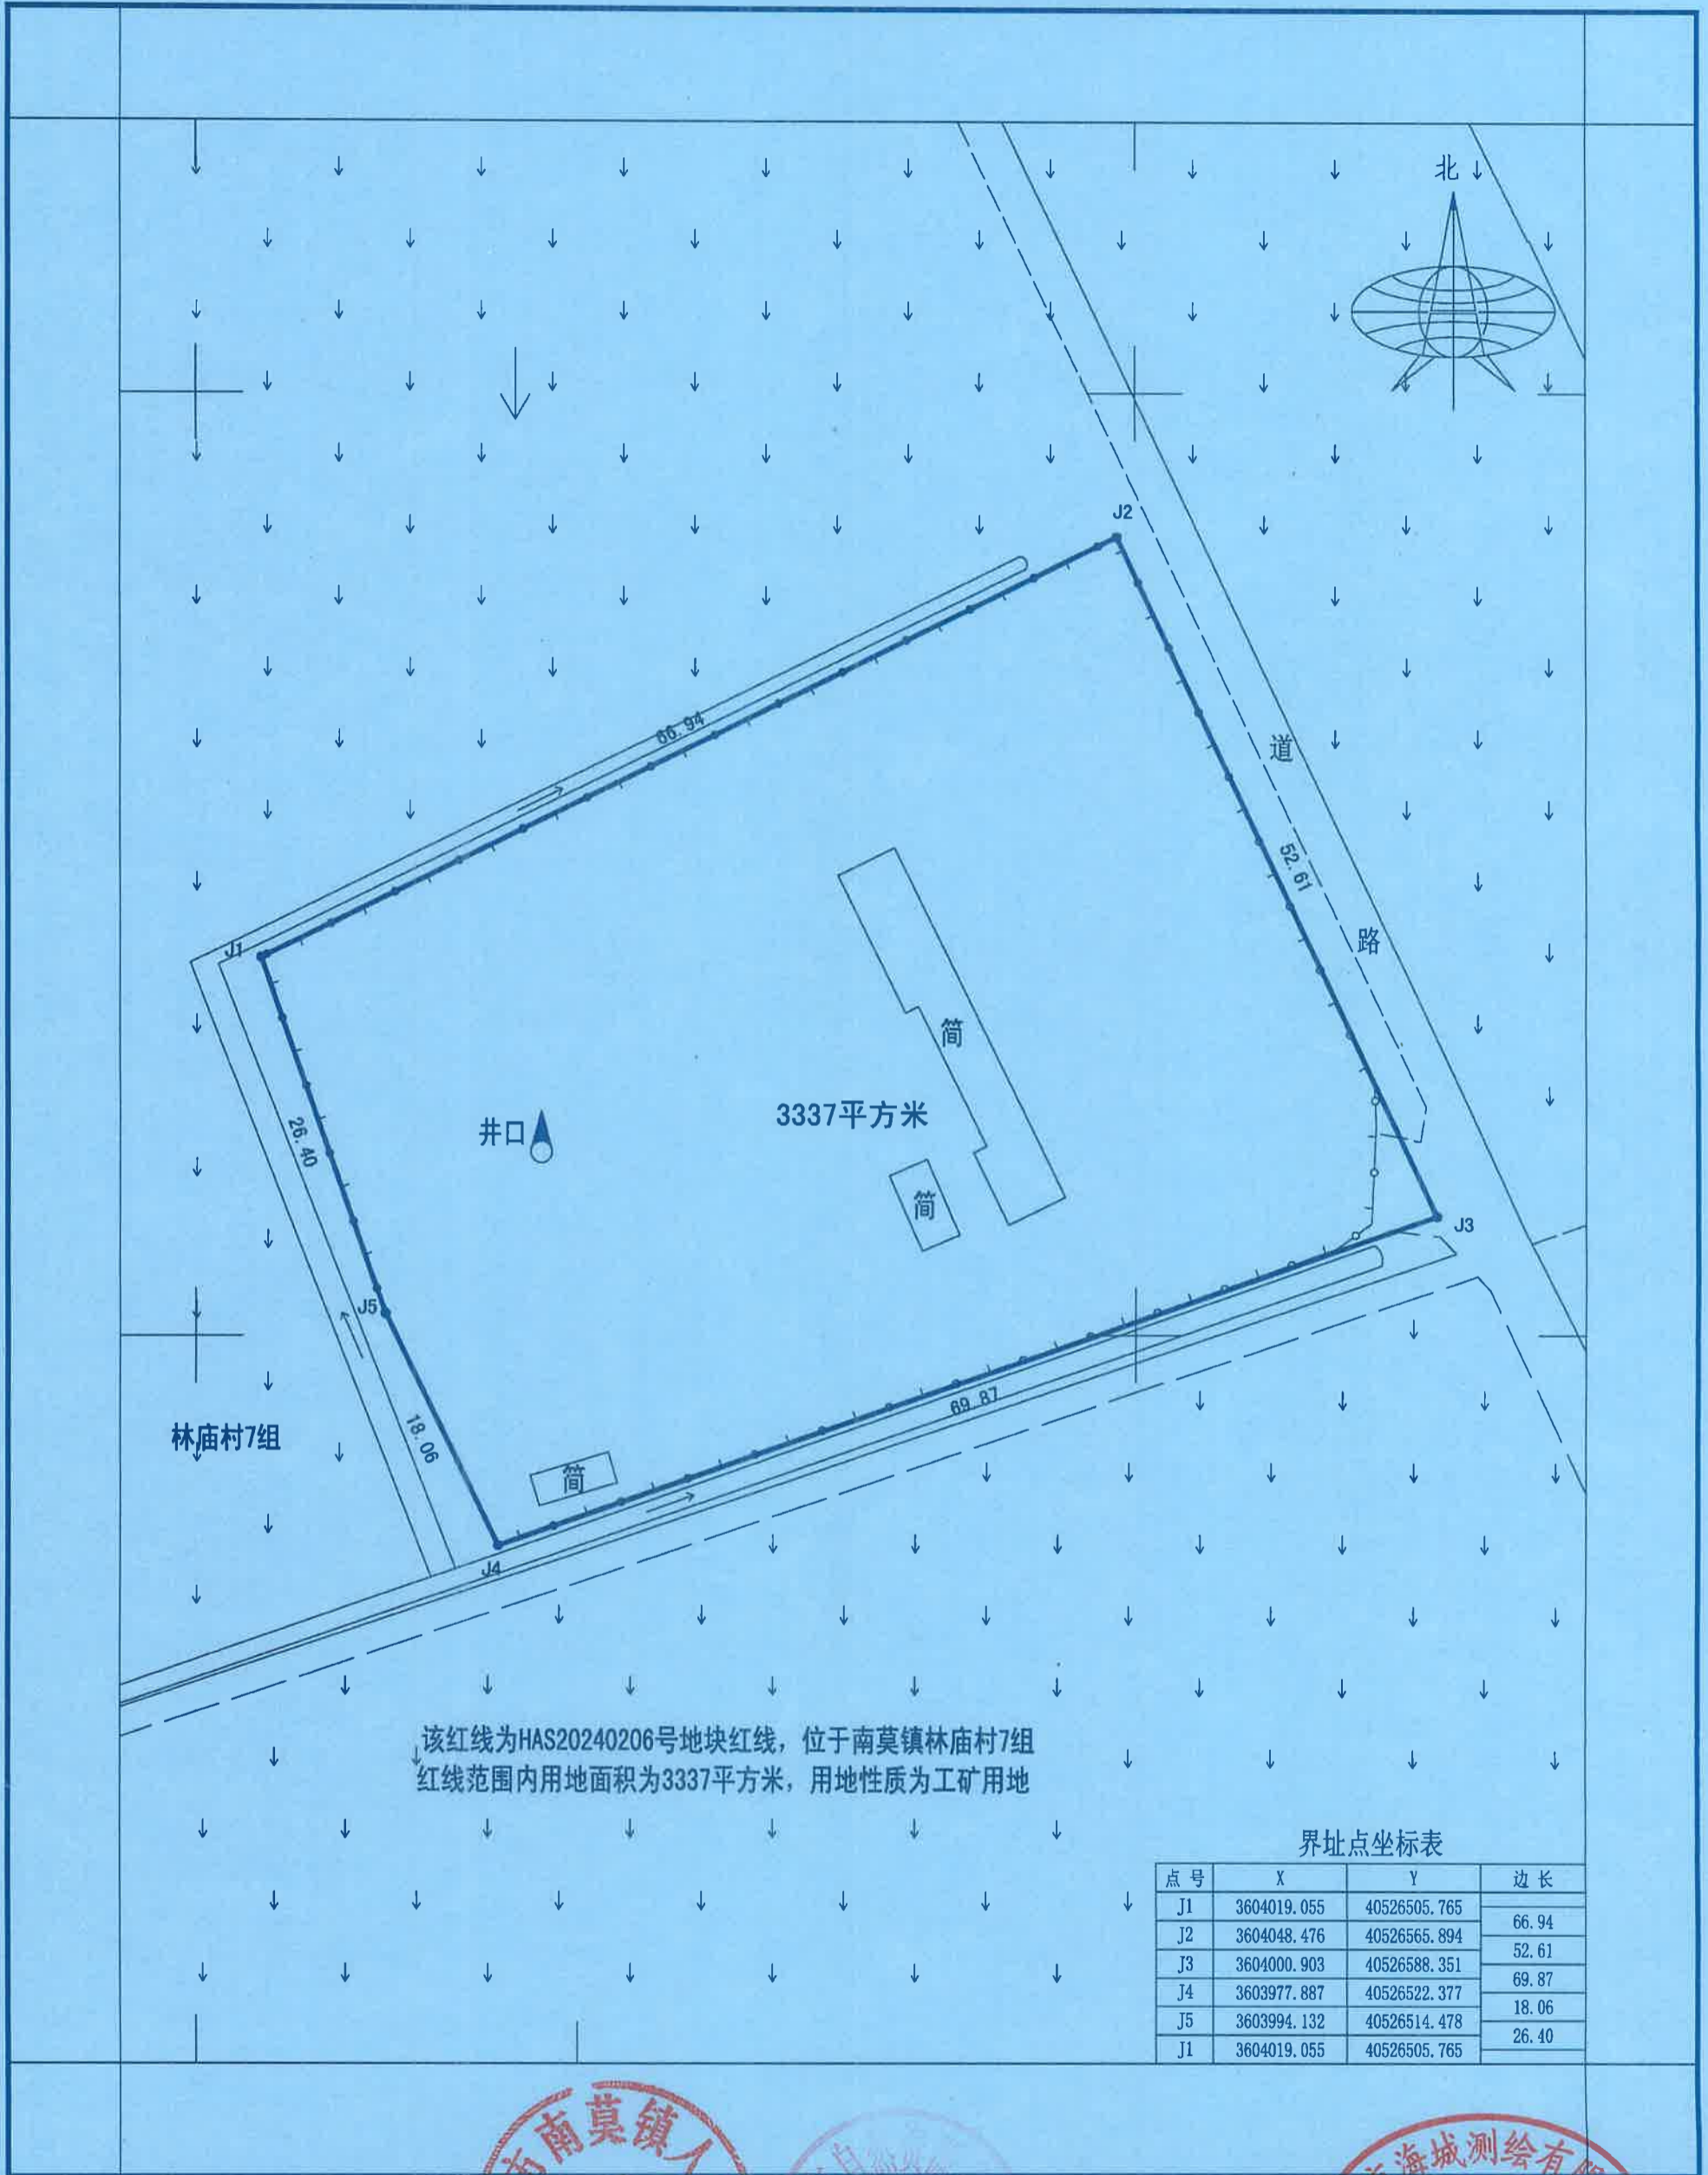 北
J2
66.94
道
52.61
路
J1
简
26.40
井口
3337平方米
简
J3
J5
69.87
林庙村7组
18.06
简
J4
该红线为HAS20240206号地块红线，位于南莫镇林庙村7组
红线范围内用地面积为3337平方米，用地性质为工矿用地
界址点坐标表
点号 X Y 边长
J1 3604019.055 40526505.765
66.94
J2 3604048.476 40526565.894
52.61
J3 3604000.903 40526588.351
69.87
J4 3603977.887 40526522.377
18.06
J5 3603994.132 40526514.478
26.40
J1 3604019.055 40526505.765
市南莫镇人
海城测绘有限